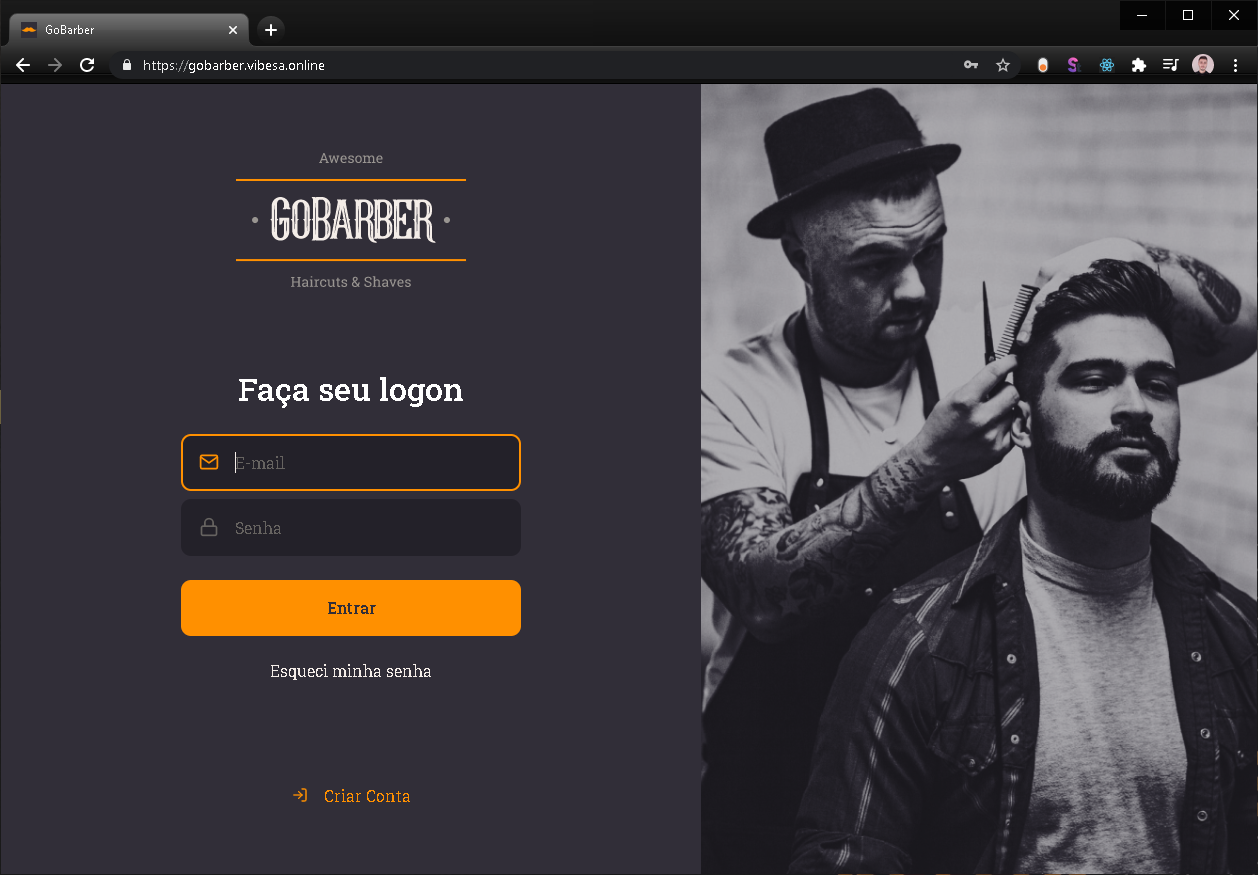 GoBarber
https://gobarber.vibesa.online
Awesome
• GOBARBER •
Haircuts & Shaves
Faça seu logon
E-mail
Senha
Entrar
Esqueci minha senha
Criar Conta